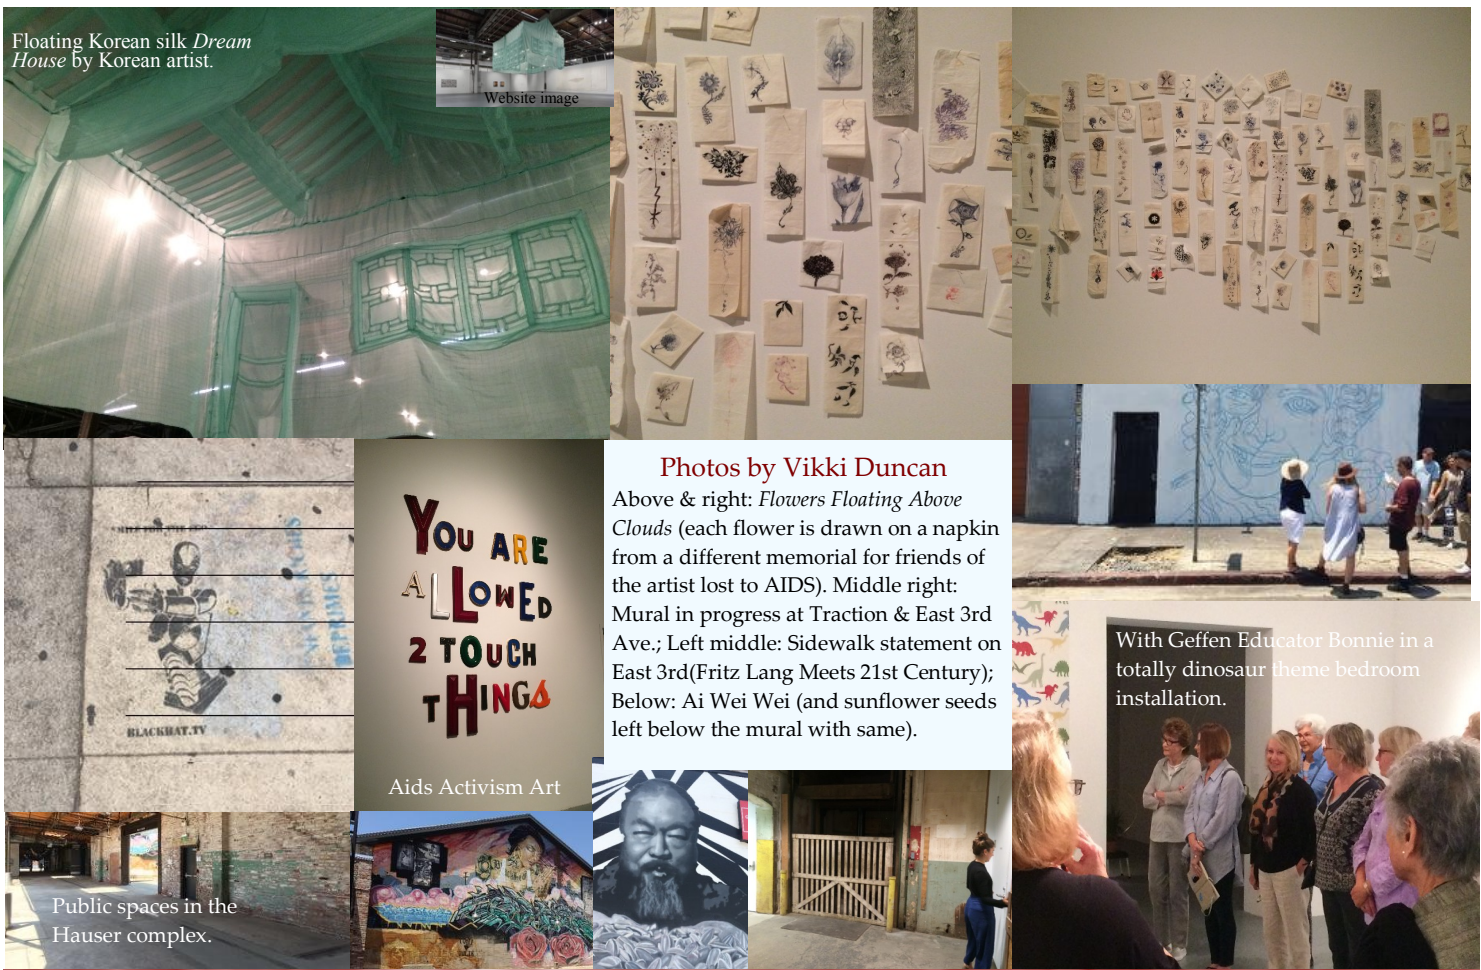 Floating Korean silk Dream
House by Korean artist.
Website image
Photos by Vikki Duncan
Above & right: Flowers Floating Above
Clouds (each flower is drawn on a napkin
from a different memorial for friends of
the artist lost to AIDS). Middle right:
Mural in progress at Traction & East 3rd
Ave.; Left middle: Sidewalk statement on
East 3rd(Fritz Lang Meets 21st Century);
Below: Ai Wei Wei (and sunflower seeds
left below the mural with same).
SMILE FOR THE
BLACKHAT.TV
YOU ARE
ALLOWED
2 TOUCH
THINGS
Aids Activism Art
With Geffen Educator Bonnie in a
totally dinosaur theme bedroom
installation.
Public spaces in the
Hauser complex.